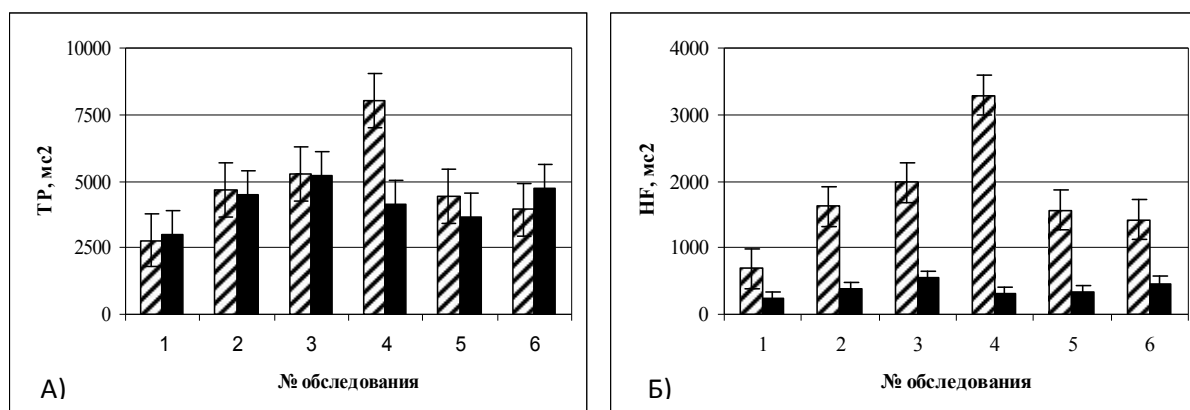 TP, мс2
10000
7500
5000
2500
0
1 2 3 4 5 6
№ обследования
А)
HF, мс2
4000
3000
2000
1000
0
1 2 3 4 5 6
№ обследования
Б)